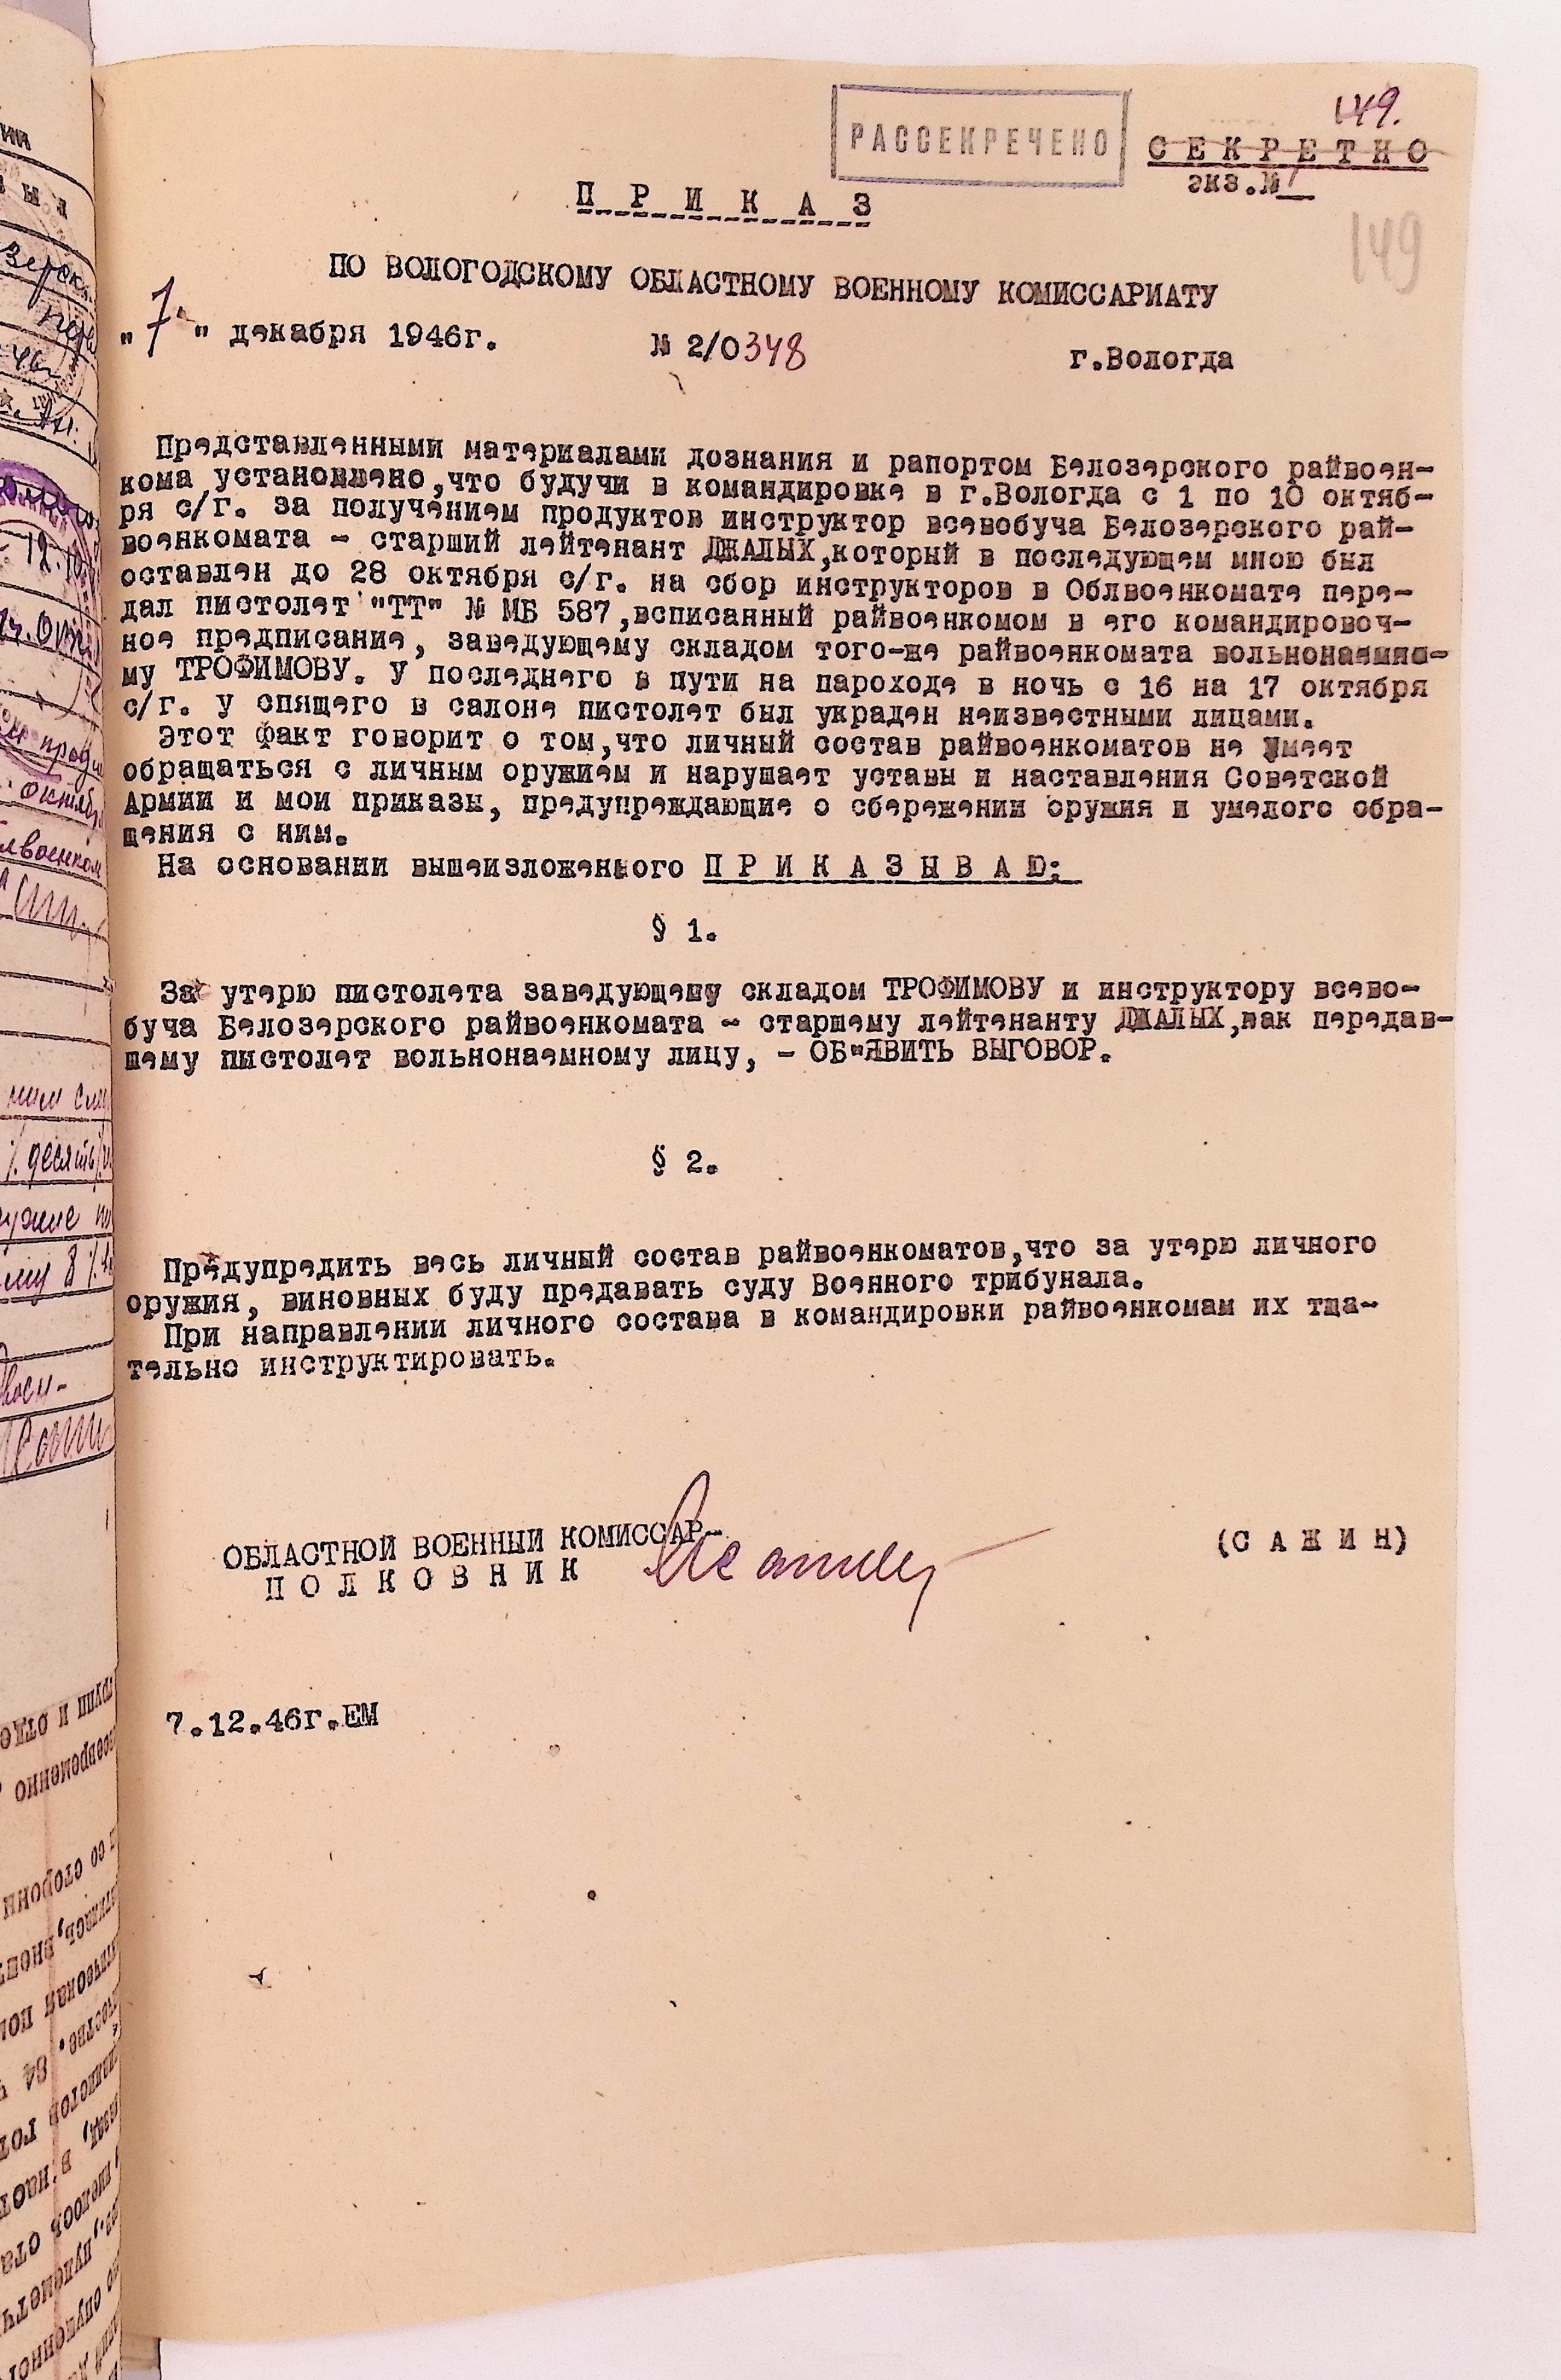 149.
РАССЕКРЕЧЕНО
С Е К Р Е Т Н О
экз.№ 1
149
П Р И К А З
ПО ВОЛОГОДСКОМУ ОБЛАСТНОМУ ВОЕННОМУ КОМИССАРИАТУ
"7" декабря 1946г. № 2/0348 г.Вологда
Представленными материалами дознания и рапортом Белозерского райвоен-
кома установлено,что будучи в командировке в г.Вологда с 1 по 10 октяб-
ря с/г. за получением продуктов инструктор всевобуча Белозерского рай-
военкомата - старший лейтенант ДЖАЛЫХ,который в последующем мною был
оставлен до 28 октября с/г. на сбор инструкторов в Облвоенкомате пере-
дал пистолет "ТТ" № МБ 587,всписанный райвоенкомом в его командировоч-
ное предписание, заведующему складом того-же райвоенкомата вольнонаемно-
му ТРОФИМОВУ. У последнего в пути на пароходе в ночь с 16 на 17 октября
с/г. у спящего в салоне пистолет был украден неизвестными лицами.
Этот факт говорит о том,что личный состав райвоенкоматов не умеет
обращаться с личным оружием и нарушает уставы и наставления Советской
Армии и мои приказы, предупреждающие о сбережении оружия и умелого обра-
щения с ним.
На основании вышеизложенного П Р И К А З Ы В А Ю:
§ 1.
За утерю пистолета заведующему складом ТРОФИМОВУ и инструктору всево-
буча Белозерского райвоенкомата - старшему лейтенанту ДЖАЛЫХ,как передав-
шему пистолет вольнонаемному лицу, - ОБ"ЯВИТЬ ВЫГОВОР.
§ 2.
Предупредить весь личный состав райвоенкоматов,что за утерю личного
оружия, виновных буду предавать суду Военного трибунала.
При направлении личного состава в командировки райвоенкомам их тща-
тельно инструктировать.
ОБЛАСТНОЙ ВОЕННЫЙ КОМИССАР-
П О Л К О В Н И К
(С А Ж И Н)
7.12.46г.ЕМ